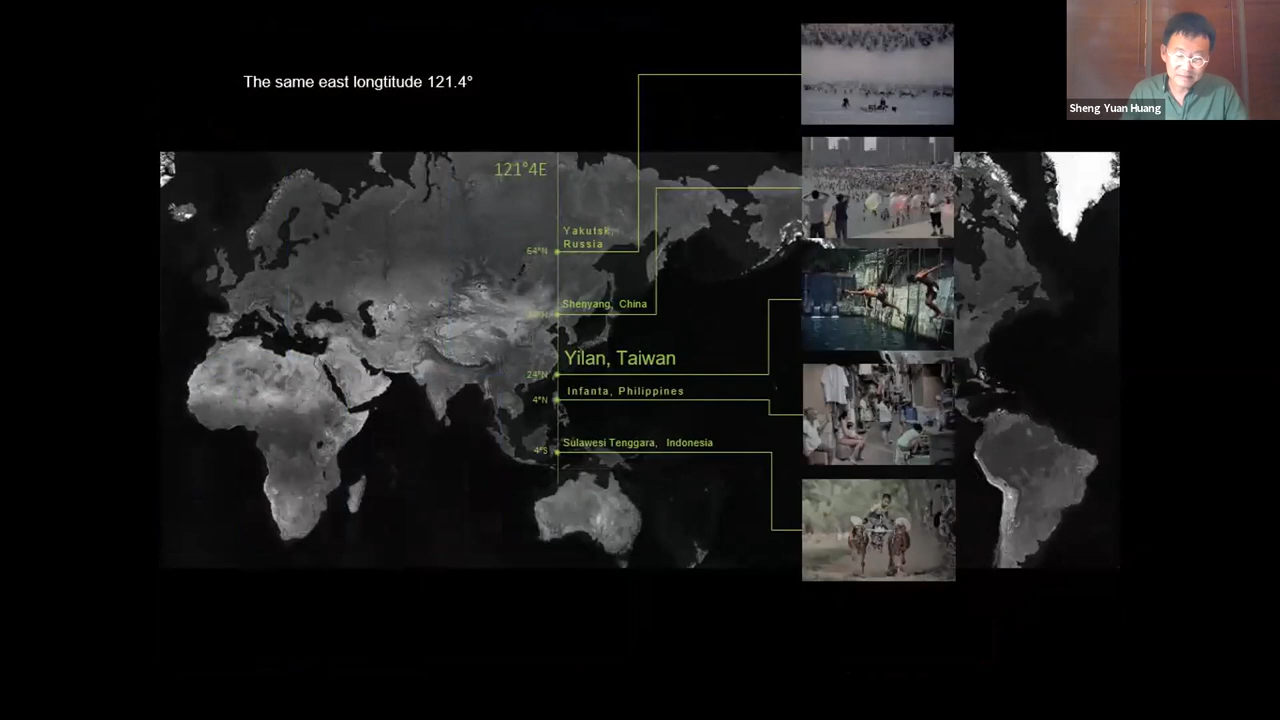 The same east longtitude 121.4°
Sheng Yuan Huang
121°4E
Yakutsk,
Russia
64°N
Shenyang, China
Yilan, Taiwan
24°N
Infanta, Philippines
4°N
Sulawesi Tenggara, Indonesia
4°S